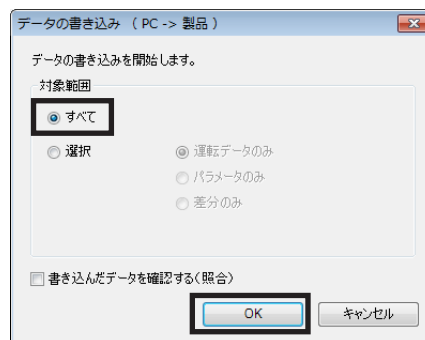 データの書き込み （ PC -> 製品 ）
データの書き込みを開始します。
対象範囲
すべて
選択
運転データのみ
パラメータのみ
差分のみ
書き込んだデータを確認する(照合)
OK
キャンセル